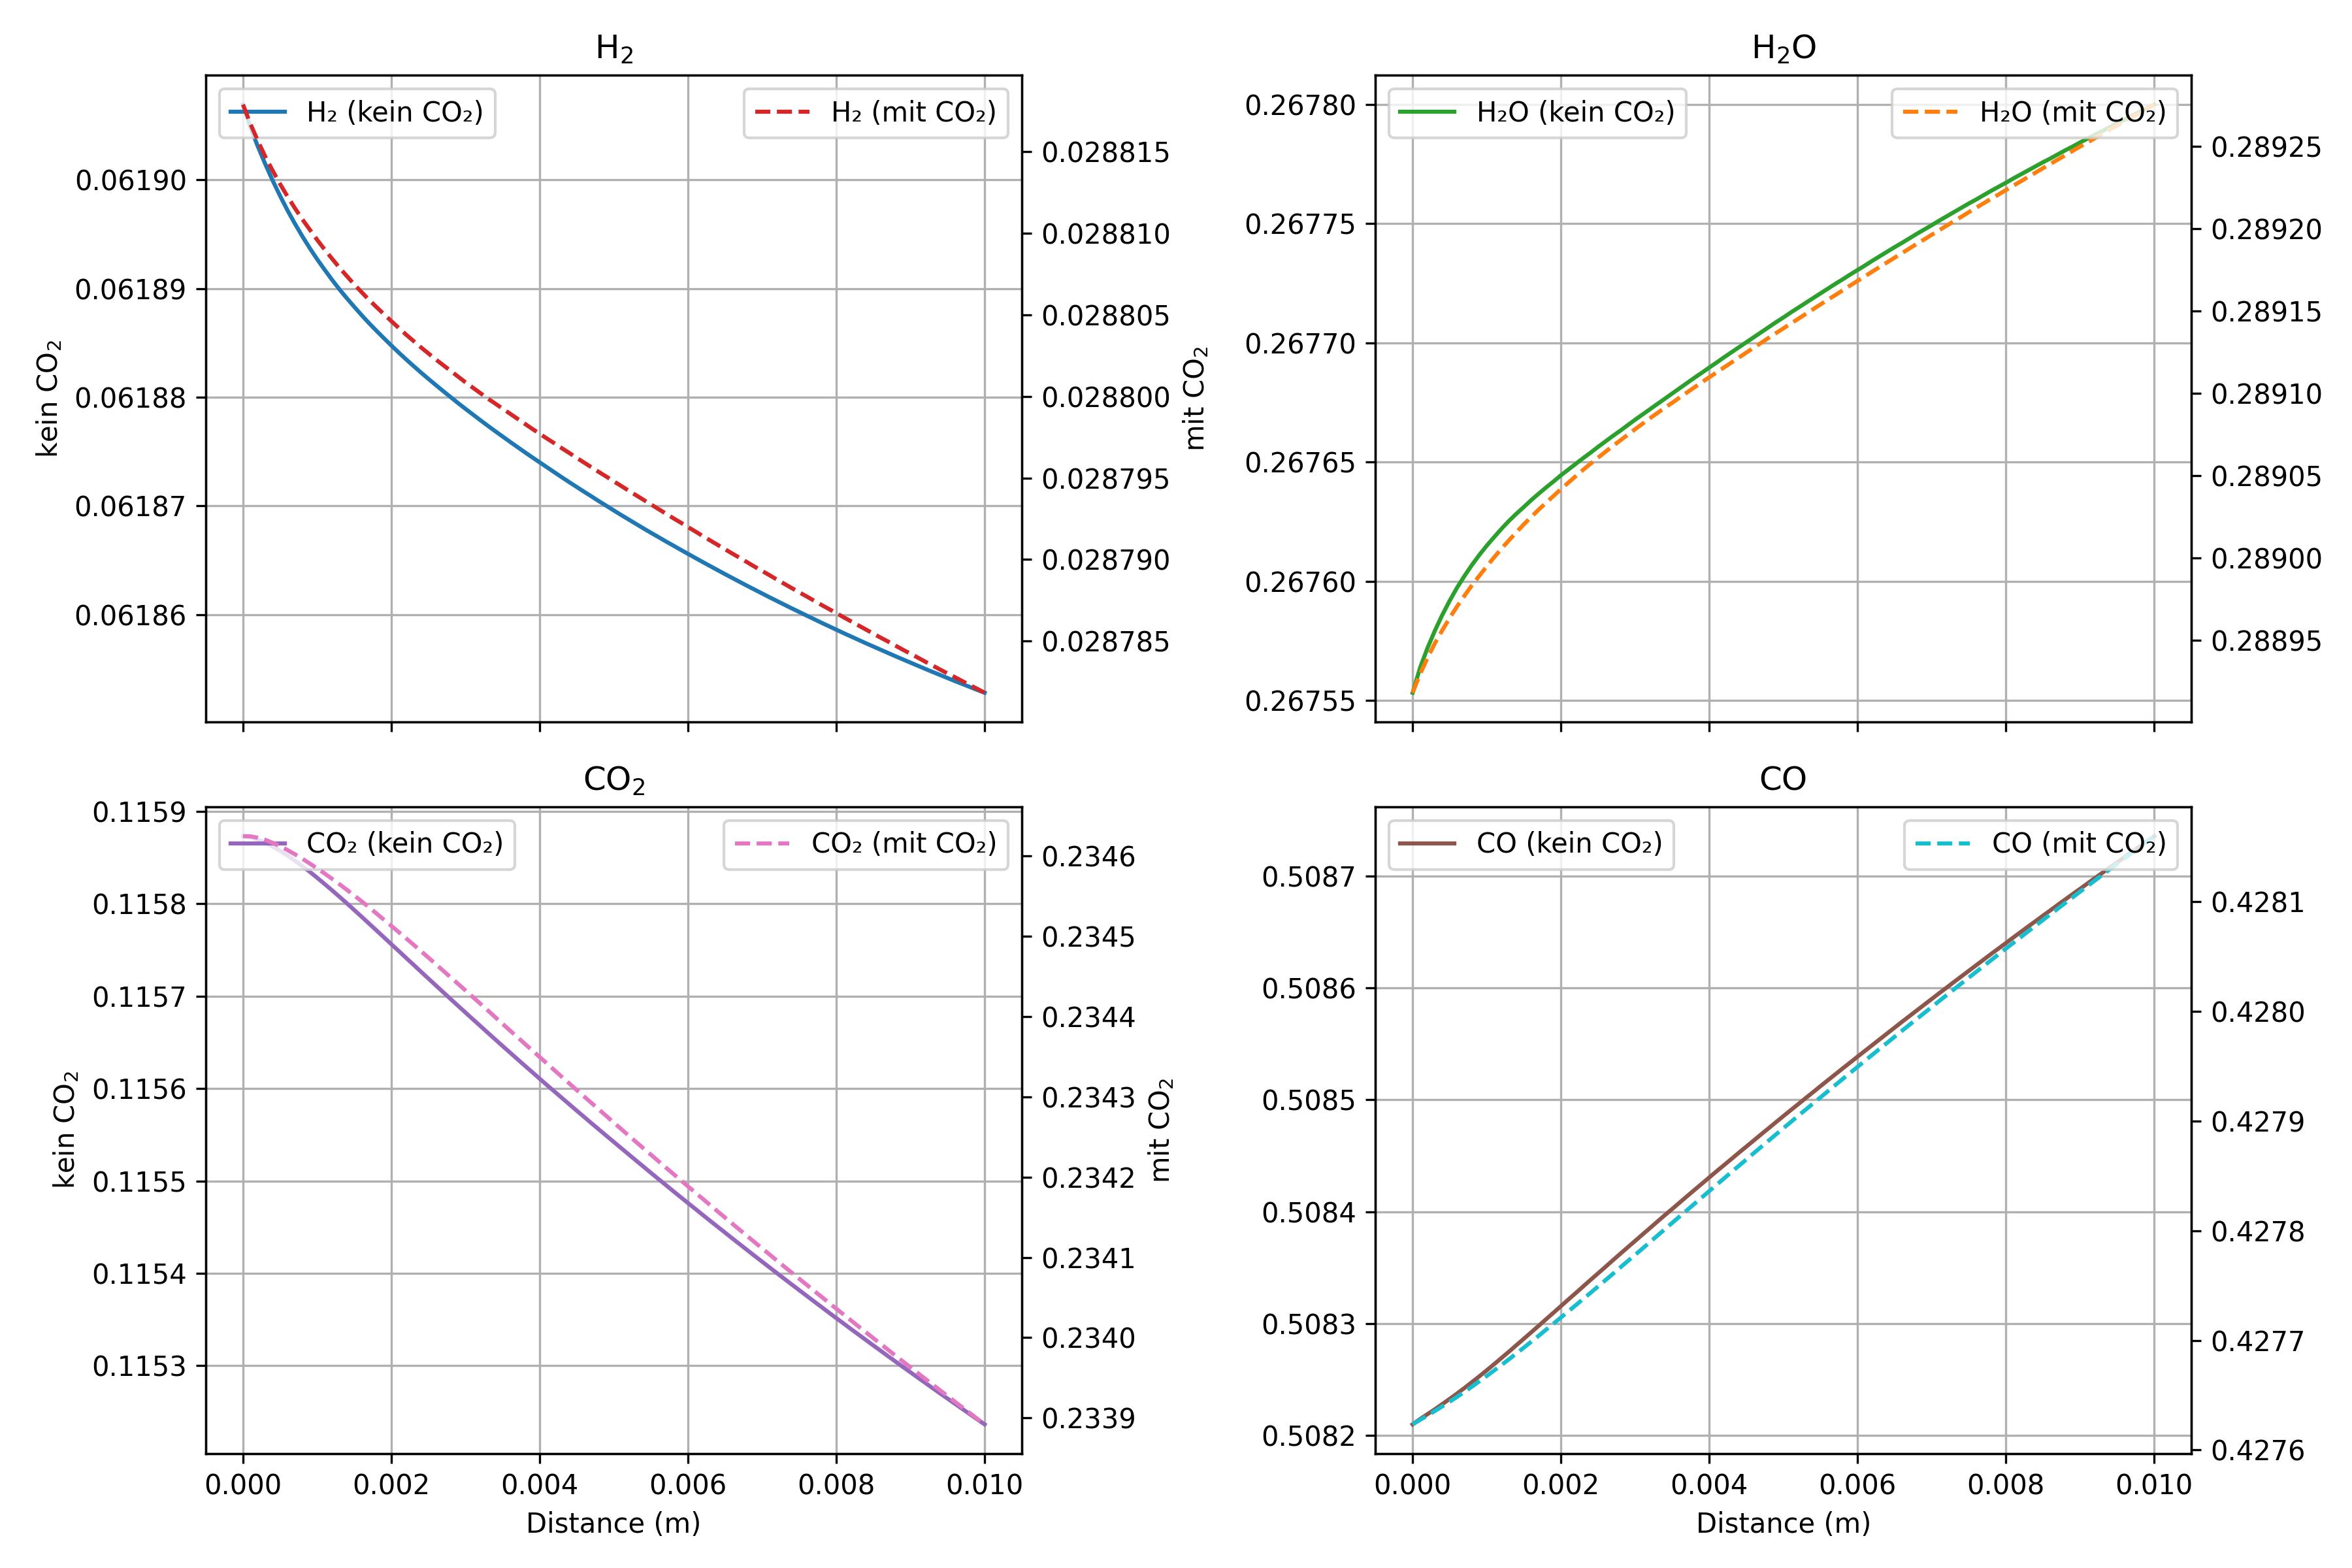 H₂
H₂ (kein CO₂)
H₂ (mit CO₂)
kein CO₂
0.06190
0.06189
0.06188
0.06187
0.06186
0.028815
0.028810
0.028805
0.028800
0.028795
0.028790
0.028785
mit CO₂
H₂O
H₂O (kein CO₂)
H₂O (mit CO₂)
0.26780
0.26775
0.26770
0.26765
0.26760
0.26755
0.28925
0.28920
0.28915
0.28910
0.28905
0.28900
0.28895
CO₂
CO₂ (kein CO₂)
CO₂ (mit CO₂)
kein CO₂
0.1159
0.1158
0.1157
0.1156
0.1155
0.1154
0.1153
0.2346
0.2345
0.2344
0.2343
0.2342
0.2341
0.2340
0.2339
mit CO₂
0.000 0.002 0.004 0.006 0.008 0.010
Distance (m)
CO
CO (kein CO₂)
CO (mit CO₂)
0.5087
0.5086
0.5085
0.5084
0.5083
0.5082
0.4281
0.4280
0.4279
0.4278
0.4277
0.4276
0.000 0.002 0.004 0.006 0.008 0.010
Distance (m)